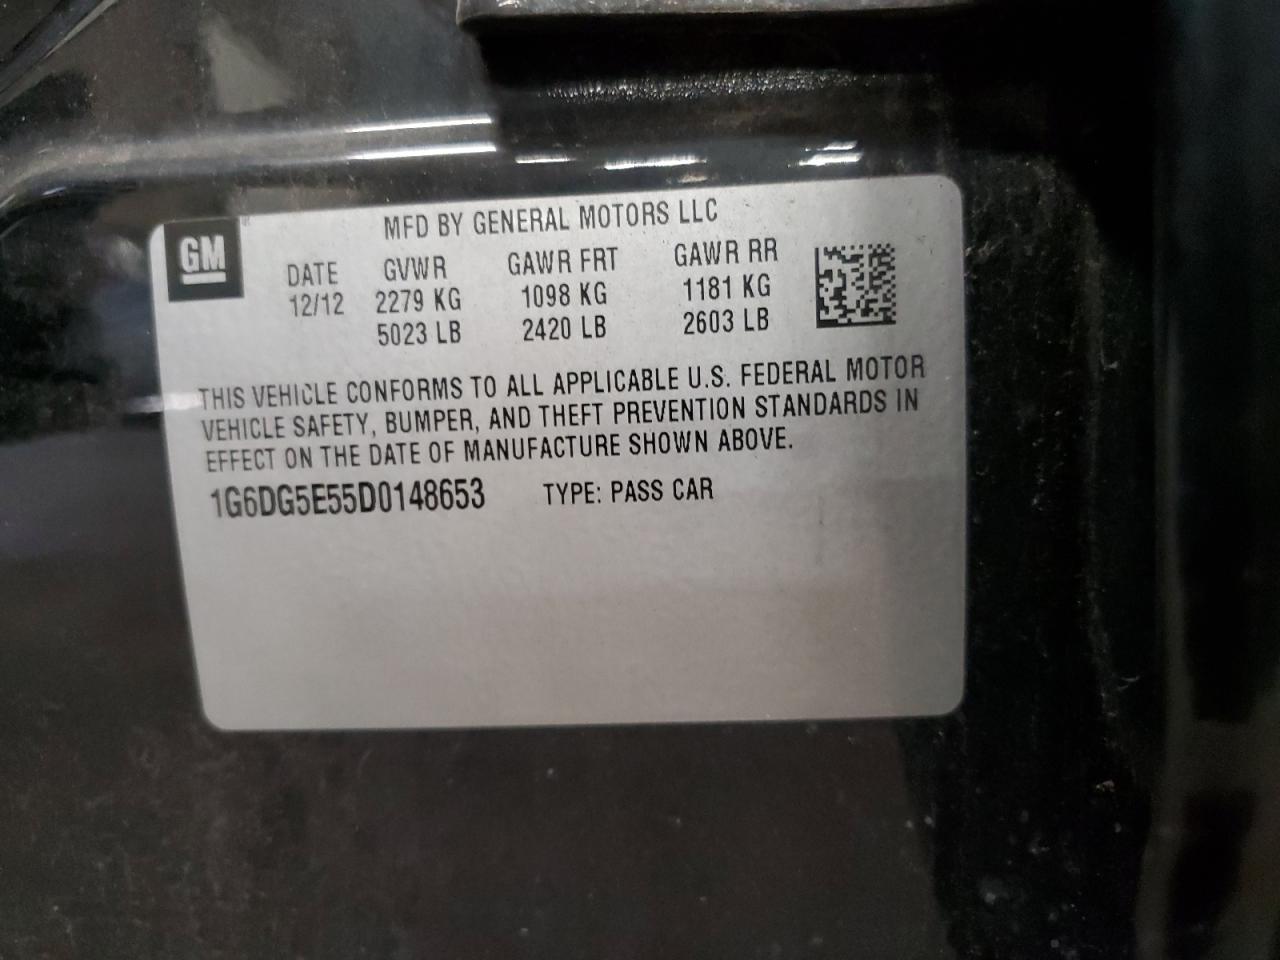 MFD BY GENERAL MOTORS LLC
GM
DATE GVWR GAWR FRT GAWR RR
12/12 2279 KG 1098 KG 1181 KG
5023 LB 2420 LB 2603 LB
THIS VEHICLE CONFORMS TO ALL APPLICABLE U.S. FEDERAL MOTOR
VEHICLE SAFETY, BUMPER, AND THEFT PREVENTION STANDARDS IN
EFFECT ON THE DATE OF MANUFACTURE SHOWN ABOVE.
1G6DG5E55D0148653 TYPE: PASS CAR